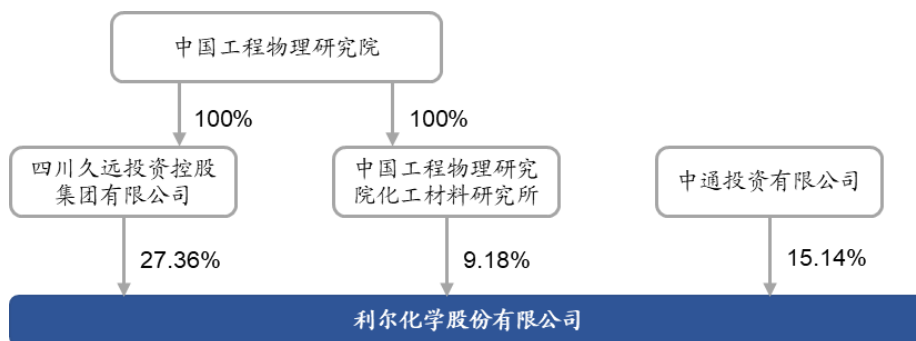 中国工程物理研究院
100%
100%
四川久远投资控股
集团有限公司
中国工程物理研究
院化工材料研究所
中通投资有限公司
27.36%
9.18%
15.14%
利尔化学股份有限公司